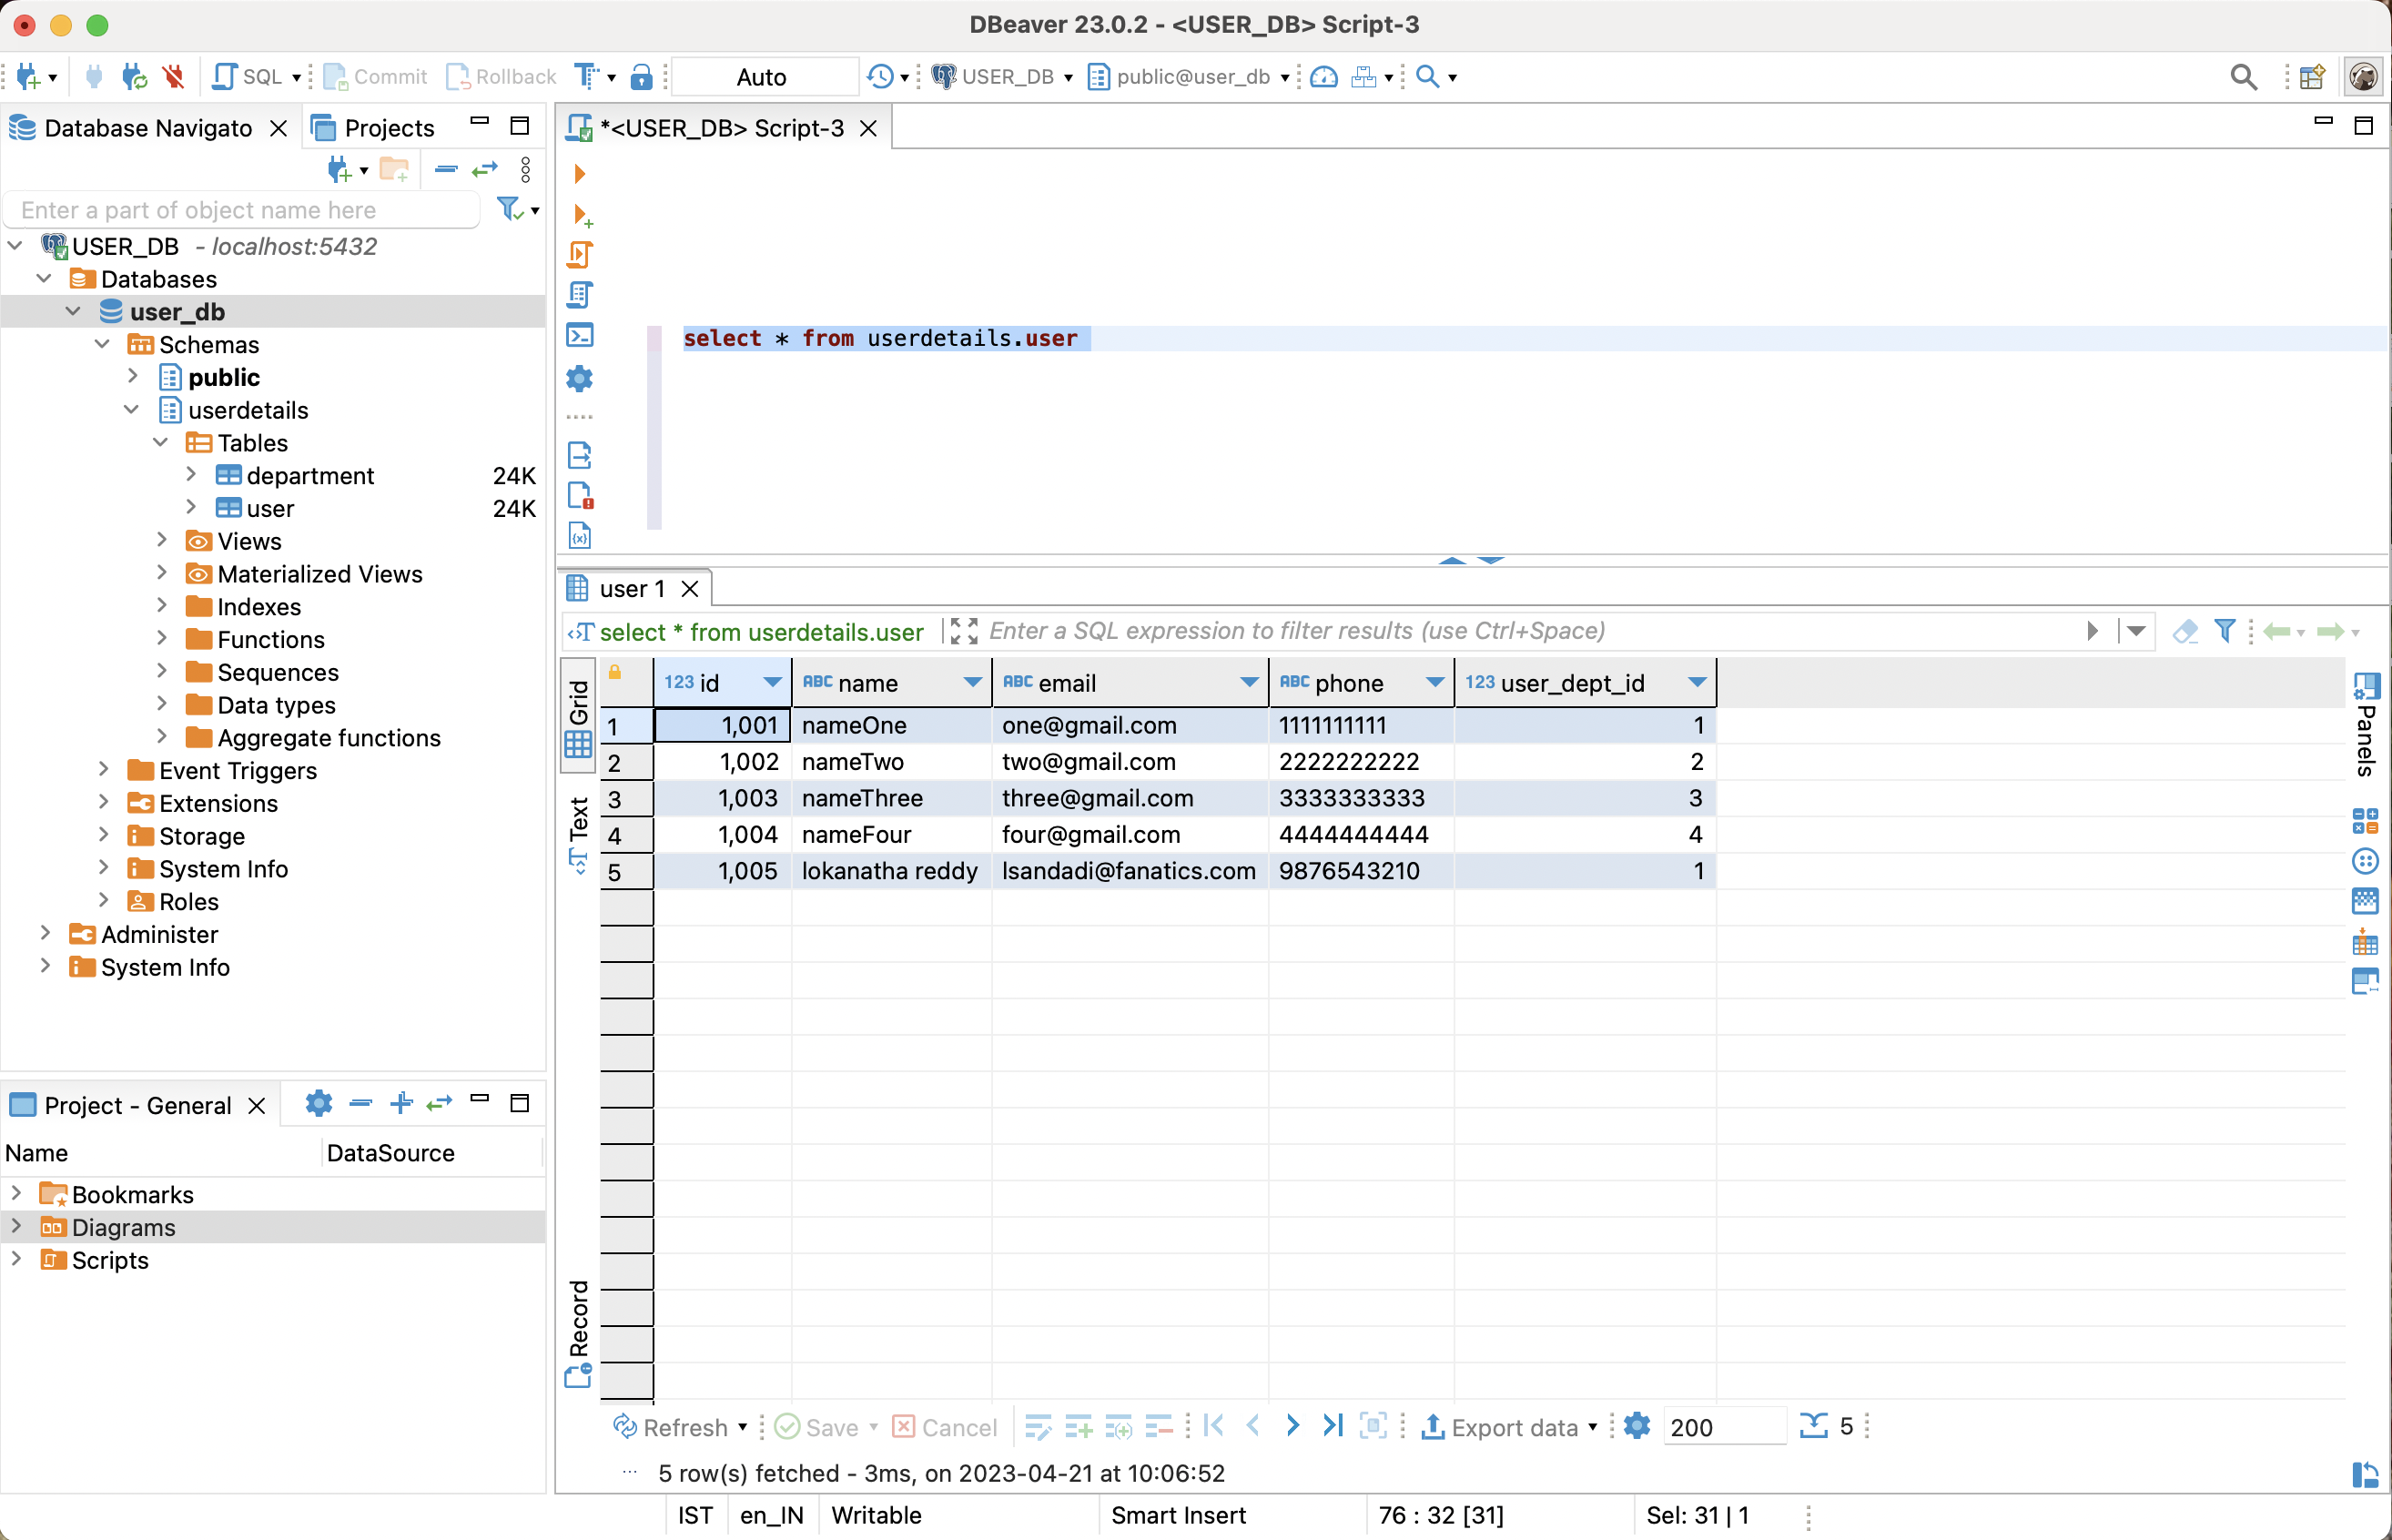 DBeaver 23.0.2 - <USER_DB> Script-3
SQL Commit Rollback Auto USER_DB public@user_db
Database Navigato Projects
Enter a part of object name here
USER_DB - localhost:5432
Databases
user_db
Schemas
public
userdetails
Tables
department 24K
user 24K
Views
Materialized Views
Indexes
Functions
Sequences
Data types
Aggregate functions
Event Triggers
Extensions
Storage
System Info
Roles
Administer
System Info
Project - General
Name DataSource
Bookmarks
Diagrams
Scripts
*<USER_DB> Script-3
select * from userdetails.user
user 1
select * from userdetails.user Enter a SQL expression to filter results (use Ctrl+Space)
Grid
Text
Record
Panels
123 id ABC name ABC email ABC phone 123 user_dept_id
1 1,001 nameOne one@gmail.com 1111111111 1
2 1,002 nameTwo two@gmail.com 2222222222 2
3 1,003 nameThree three@gmail.com 3333333333 3
4 1,004 nameFour four@gmail.com 4444444444 4
5 1,005 lokanatha reddy lsandadi@fanatics.com 9876543210 1
Refresh Save Cancel Export data 200 5
5 row(s) fetched - 3ms, on 2023-04-21 at 10:06:52
IST en_IN Writable Smart Insert 76 : 32 [31] Sel: 31 | 1